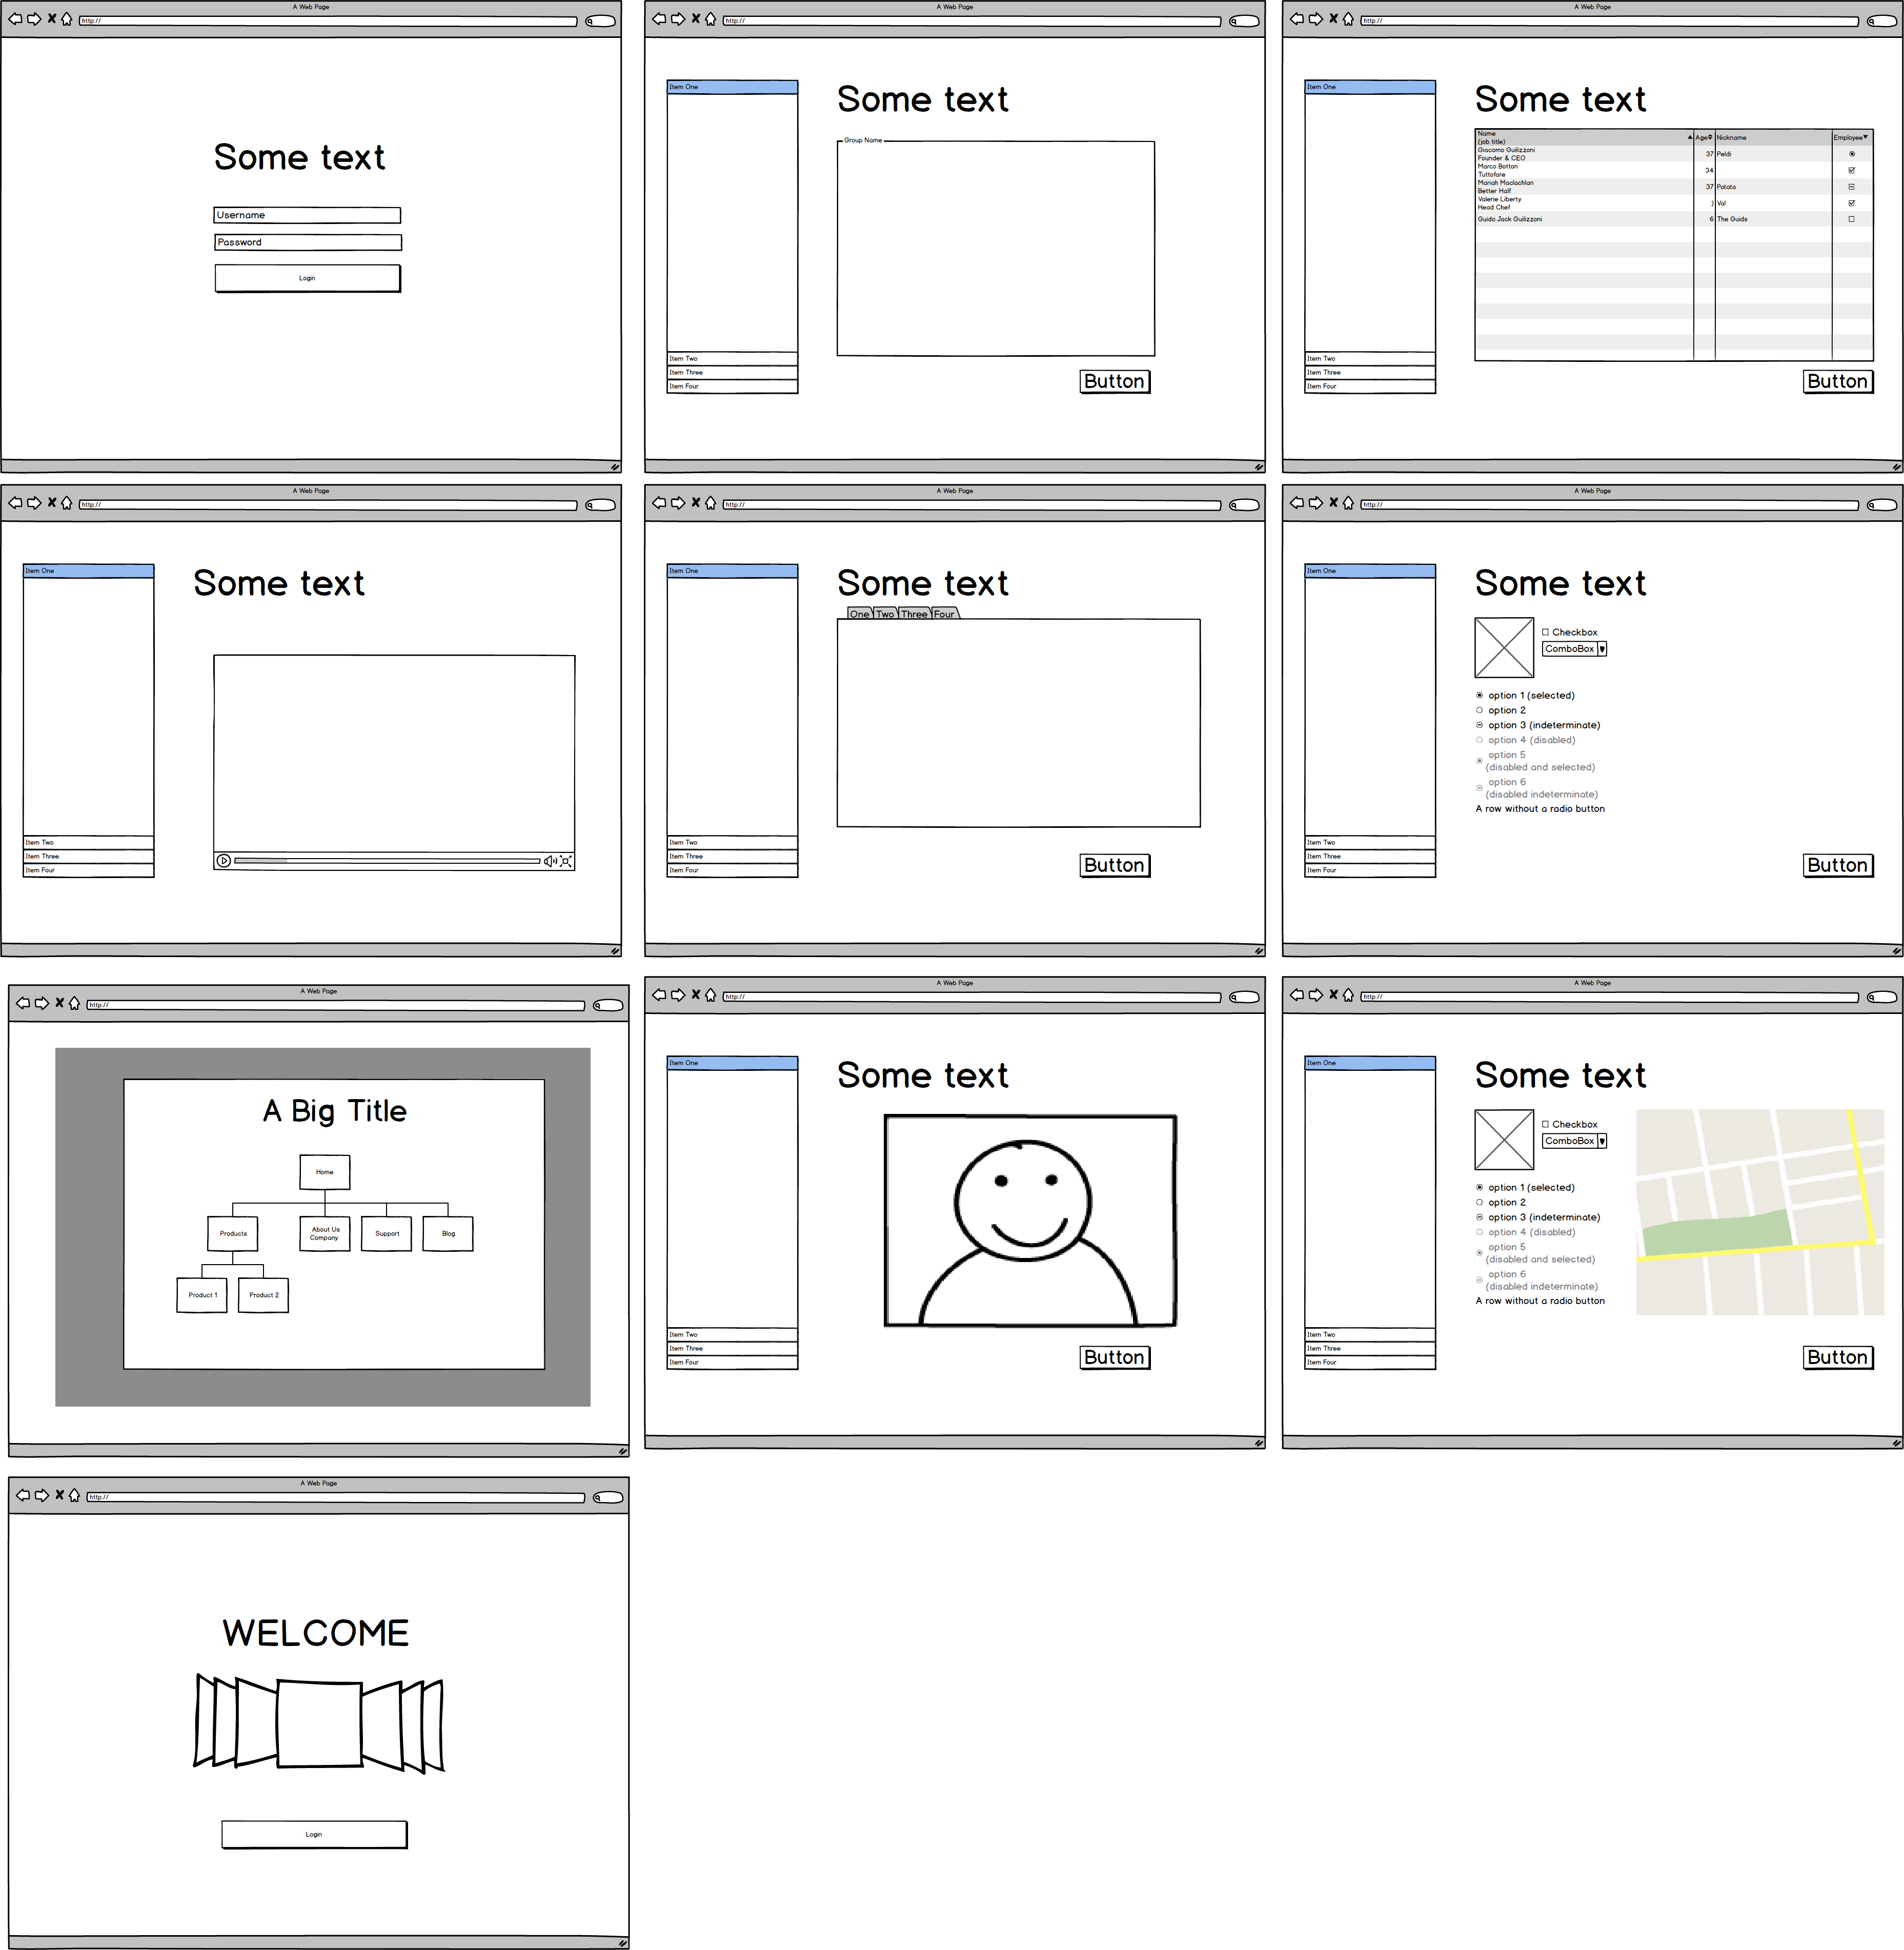 A Web Page
http://
Some text
Username
Password
Login
A Web Page
http://
Item One
Item Two
Item Three
Item Four
Some text
Group Name
Button
A Web Page
http://
Item One
Item Two
Item Three
Item Four
Some text
Name
(job title)
Age
Nickname
Employee
Giacomo Guilizzoni
Founder & CEO
37
Peldi
Marco Botton
Tuttofare
34
Mariah Maclachlan
Better Half
37
Patata
Valerie Liberty
Head Chef
:)
Val
Guido Jack Guilizzoni
6
The Guids
Button
A Web Page
http://
Item One
Item Two
Item Three
Item Four
Some text
A Web Page
http://
Item One
Item Two
Item Three
Item Four
Some text
One Two Three Four
Button
A Web Page
http://
Item One
Item Two
Item Three
Item Four
Some text
Checkbox
ComboBox
option 1 (selected)
option 2
option 3 (indeterminate)
option 4 (disabled)
option 5
(disabled and selected)
option 6
(disabled indeterminate)
A row without a radio button
Button
A Web Page
http://
A Big Title
Home
Products
About Us
Company
Support
Blog
Product 1
Product 2
A Web Page
http://
Item One
Item Two
Item Three
Item Four
Some text
Button
A Web Page
http://
Item One
Item Two
Item Three
Item Four
Some text
Checkbox
ComboBox
option 1 (selected)
option 2
option 3 (indeterminate)
option 4 (disabled)
option 5
(disabled and selected)
option 6
(disabled indeterminate)
A row without a radio button
Button
A Web Page
http://
WELCOME
Login